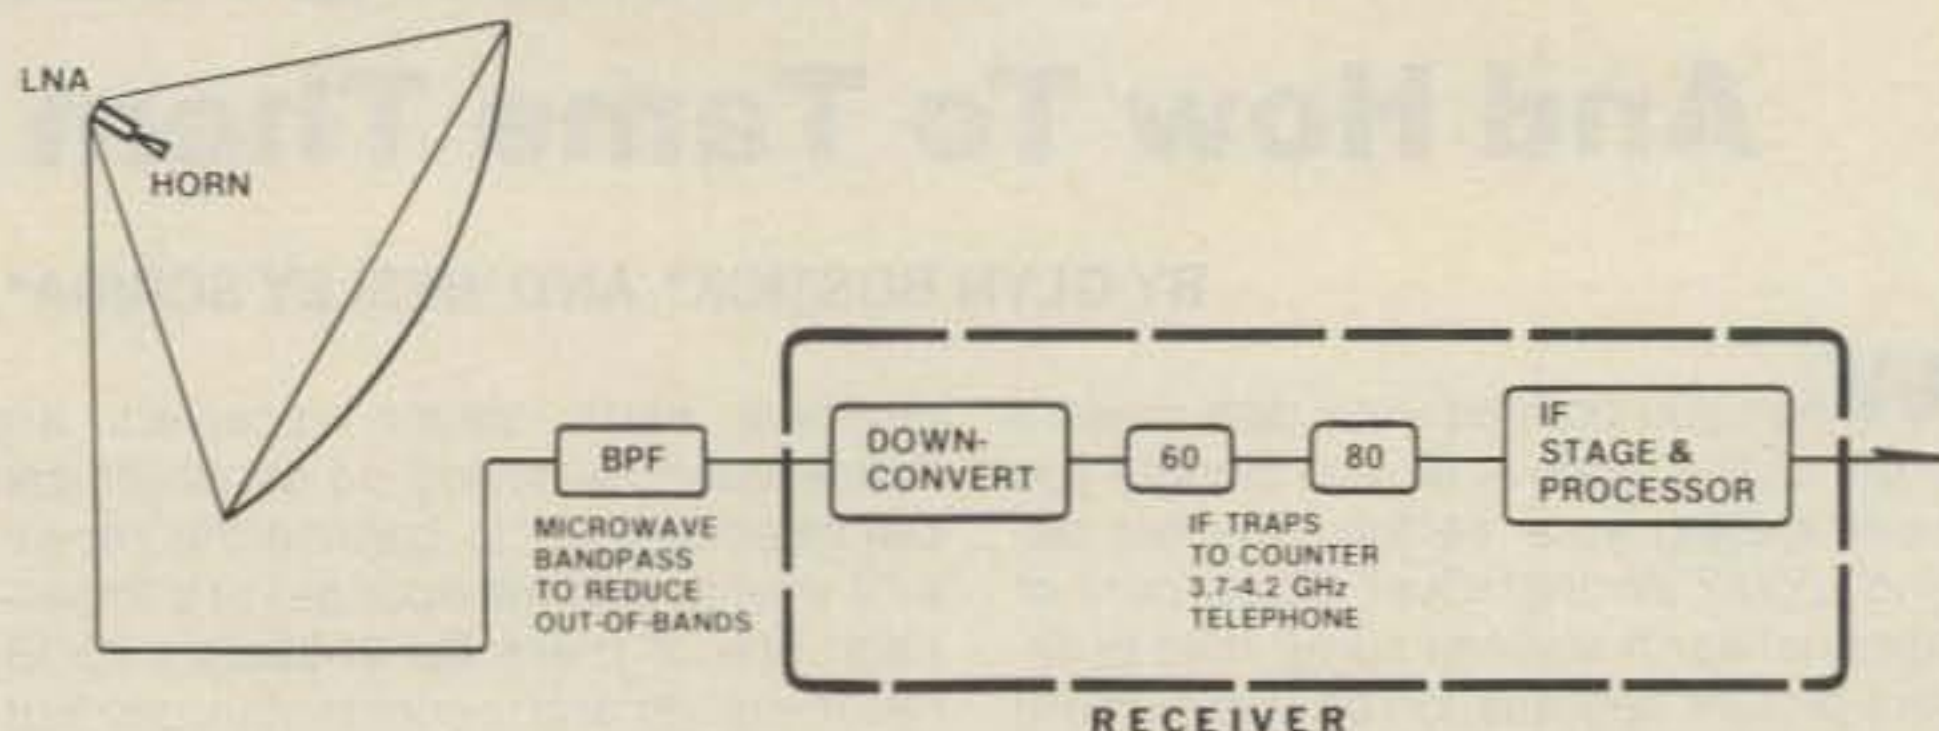 LNA
HORN
BPF
MICROWAVE
BANDPASS
TO REDUCE
OUT-OF-BANDS
DOWN-
CONVERT
60
80
IF TRAPS
TO COUNTER
3.7-4.2 GHz
TELEPHONE
IF
STAGE &
PROCESSOR
RECEIVER